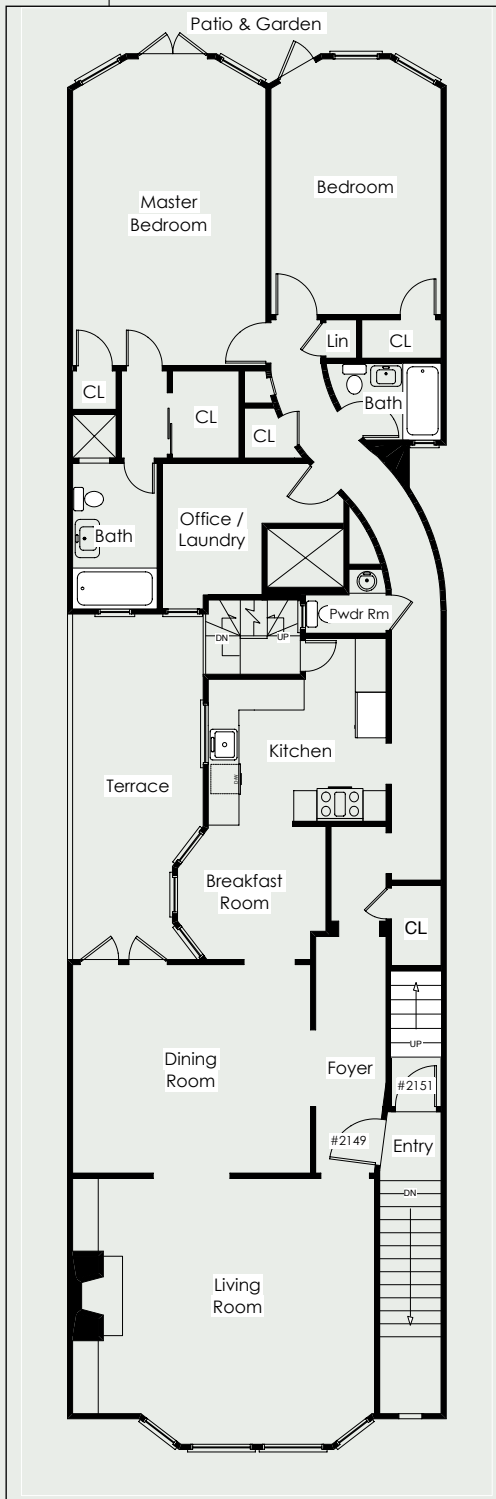 Patio & Garden
Master
Bedroom
Bedroom
Lin
CL
CL
CL
CL
Bath
Office /
Laundry
Bath
Pwdr Rm
DN
UP
Kitchen
D/W
Terrace
Breakfast
Room
CL
UP
Dining
Room
Foyer
#2151
#2149
Entry
DN
Living
Room